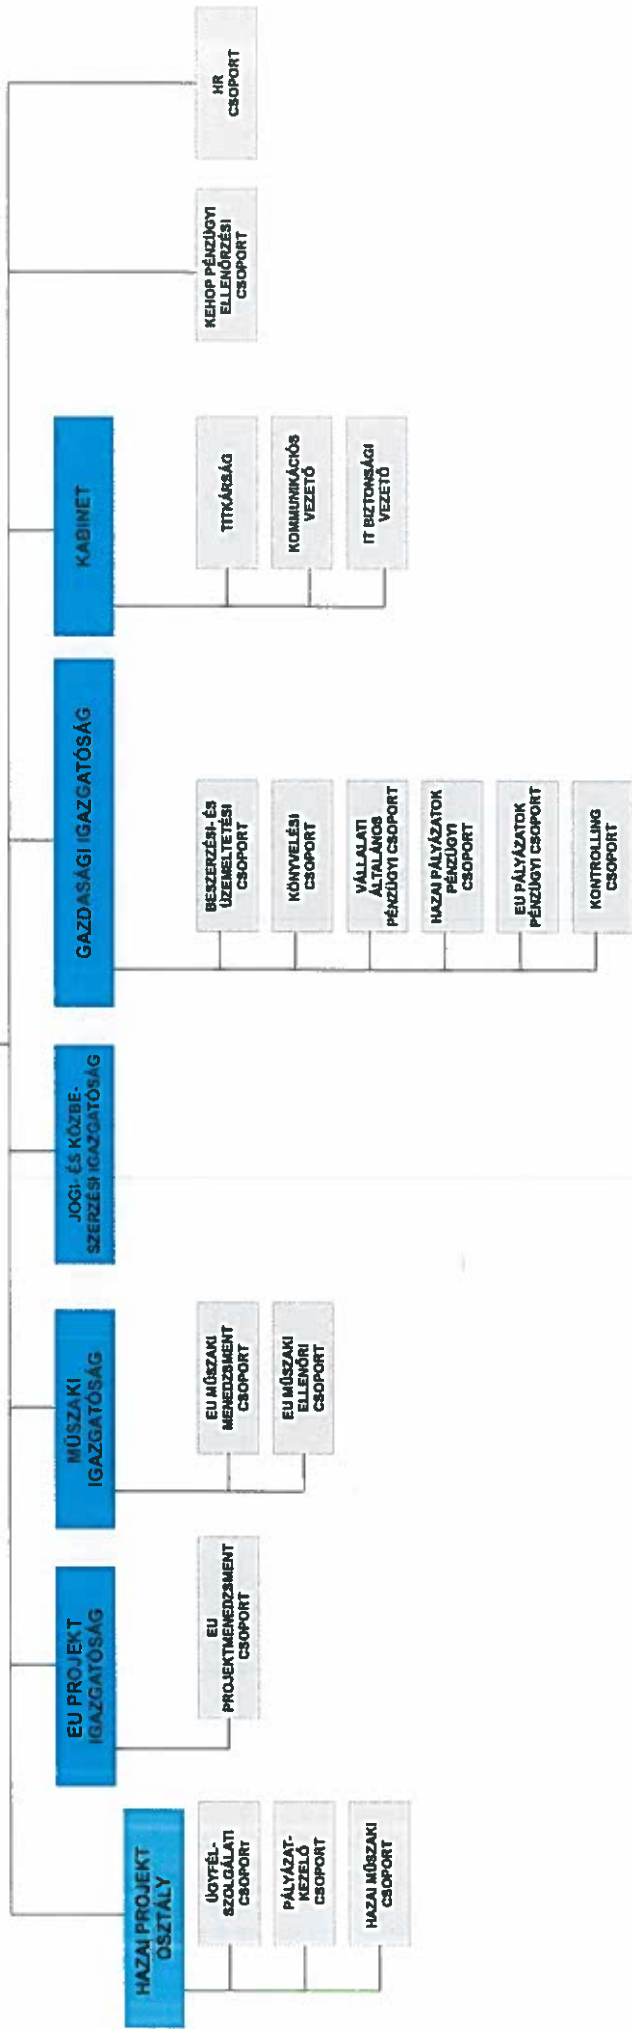 HAZAI PROJEKT
OSZTÁLY
ÜGYFÉL-
SZOLGÁLATI
CSOPORT
PÁLYÁZAT-
KEZELŐ
CSOPORT
HAZAI MŰSZAKI
CSOPORT
EU PROJEKT
IGAZGATÓSÁG
EU
PROJEKTMENEDZSMENT
CSOPORT
MŰSZAKI
IGAZGATÓSÁG
EU MŰSZAKI
MENEDZSMENT
CSOPORT
EU MŰSZAKI
ELLENŐRI
CSOPORT
JOGI- ÉS KÖZBE-
SZERZÉSI IGAZGATÓSÁG
GAZDASÁGI IGAZGATÓSÁG
BESZERZÉSI- ÉS
ÜZEMELTETÉSI
CSOPORT
KÖNYVELÉSI
CSOPORT
VÁLLALATI
ÁLTALÁNOS
PÉNZÜGYI CSOPORT
HAZAI PÁLYÁZATOK
PÉNZÜGYI
CSOPORT
EU PÁLYÁZATOK
PÉNZÜGYI CSOPORT
KONTROLLING
CSOPORT
KABINET
TITKÁRSÁG
KOMMUNIKÁCIÓS
VEZETŐ
IT BIZTONSÁGI
VEZETŐ
KEHOP PÉNZÜGYI
ELLENŐRZÉSI
CSOPORT
HR
CSOPORT